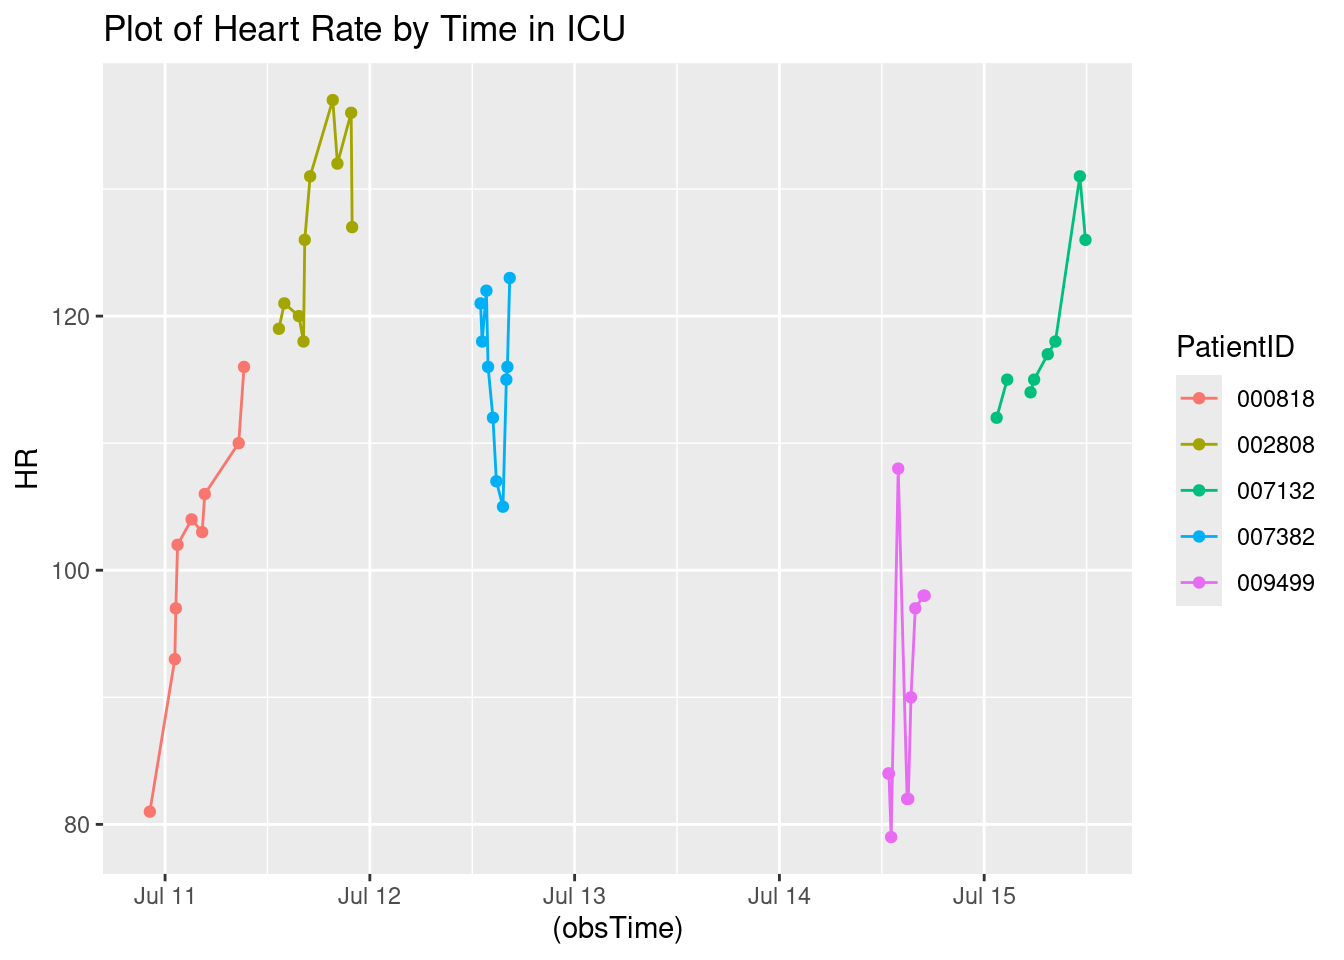 Plot of Heart Rate by Time in ICU
HR
120
100
80
Jul 11 Jul 12 Jul 13 Jul 14 Jul 15
(obsTime)
PatientID
000818
002808
007132
007382
009499